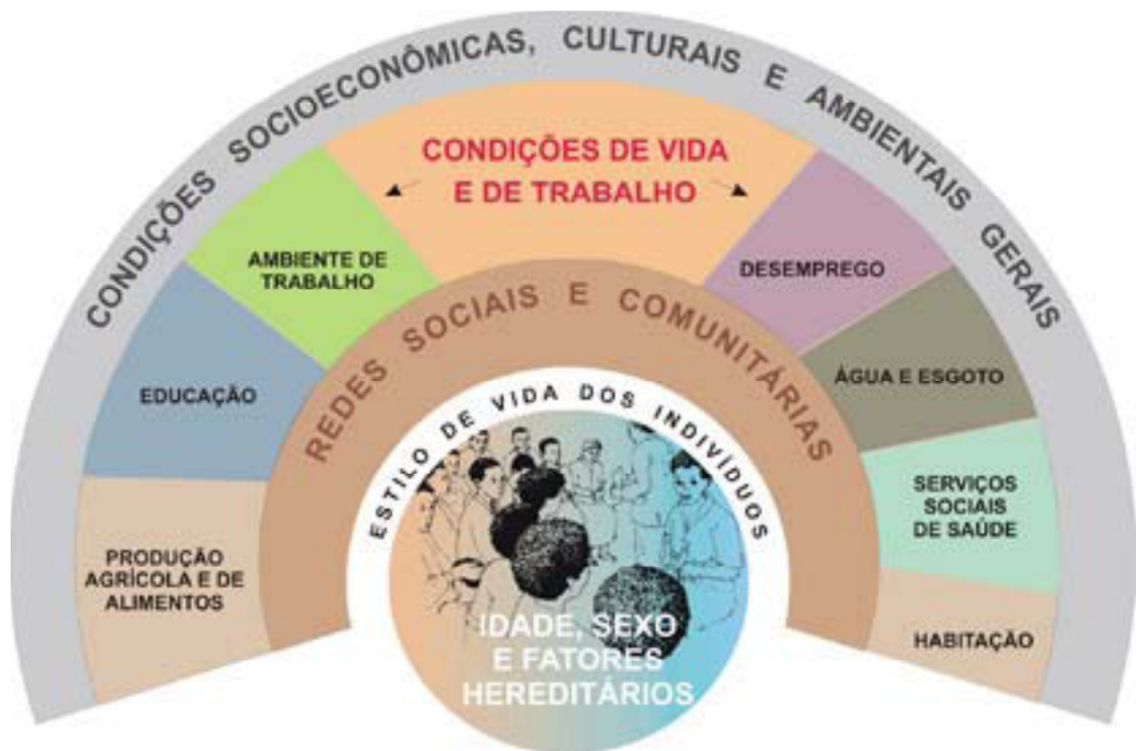 CONDIÇÕES SOCIOECONÔMICAS, CULTURAIS E AMBIENTAIS GERAIS
CONDIÇÕES DE VIDA
E DE TRABALHO
AMBIENTE DE
TRABALHO
DESEMPREGO
EDUCAÇÃO
ÁGUA E ESGOTO
PRODUÇÃO
AGRÍCOLA E DE
ALIMENTOS
SERVIÇOS
SOCIAIS
DE SAÚDE
HABITAÇÃO
REDES SOCIAIS E COMUNITÁRIAS
ESTILO DE VIDA DOS INDIVÍDUOS
IDADE, SEXO
E FATORES
HEREDITÁRIOS